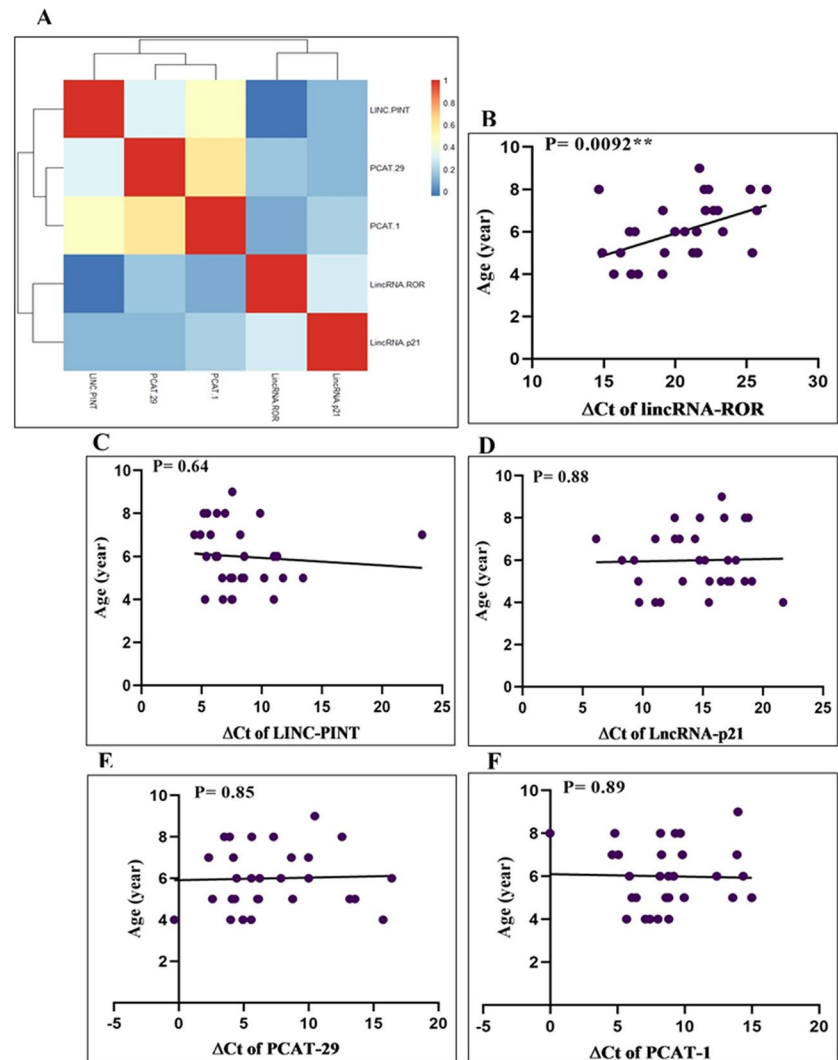 A
1
0.8
0.6
0.4
0.2
0
LINC.PINT
PCAT.29
PCAT.1
LincRNA.ROR
LincRNA.p21
LINC.PINT
PCAT.29
PCAT.1
LincRNA.ROR
LincRNA.p21
B
P= 0.0092**
10
8
6
4
2
0
Age (year)
10 15 20 25 30
ΔCt of lincRNA-ROR
C
P= 0.64
10
8
6
4
2
0
Age (year)
0 5 10 15 20 25
ΔCt of LINC-PINT
D
P= 0.88
10
8
6
4
2
0
Age (year)
0 5 10 15 20 25
ΔCt of LncRNA-p21
E
P= 0.85
10
8
6
4
2
Age (year)
-5 0 5 10 15 20
ΔCt of PCAT-29
F
P= 0.89
10
8
6
4
2
Age (year)
-5 0 5 10 15 20
ΔCt of PCAT-1